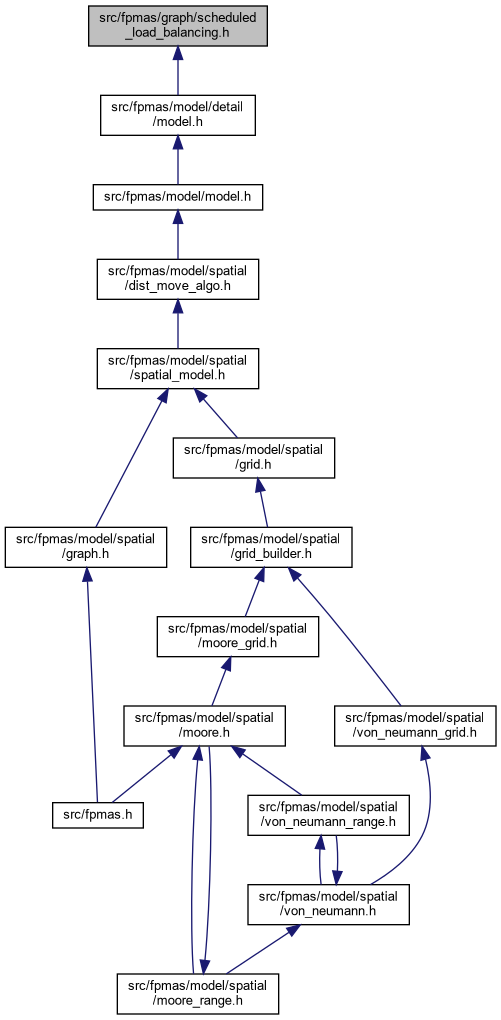 src/fpmas/graph/scheduled
_load_balancing.h
src/fpmas/model/detail
/model.h
src/fpmas/model/model.h
src/fpmas/model/spatial
/dist_move_algo.h
src/fpmas/model/spatial
/spatial_model.h
src/fpmas/model/spatial
/grid.h
src/fpmas/model/spatial
/graph.h
src/fpmas/model/spatial
/grid_builder.h
src/fpmas/model/spatial
/moore_grid.h
src/fpmas/model/spatial
/moore.h
src/fpmas/model/spatial
/von_neumann_grid.h
src/fpmas.h
src/fpmas/model/spatial
/von_neumann_range.h
src/fpmas/model/spatial
/von_neumann.h
src/fpmas/model/spatial
/moore_range.h